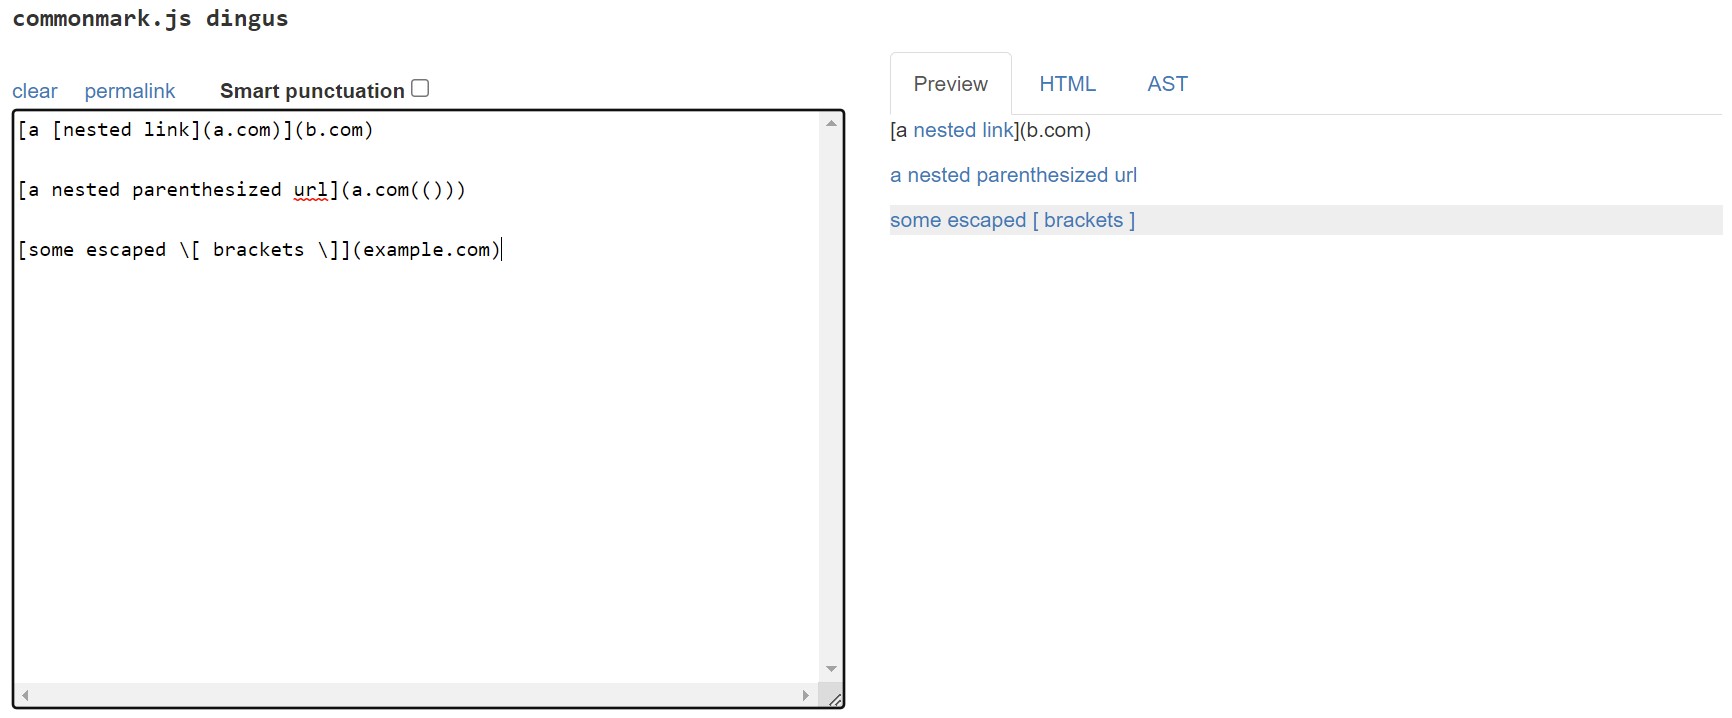 commonmark.js dingus
clear permalink Smart punctuation
[a [nested link](a.com)](b.com)
[a nested parenthesized url](a.com(()))
[some escaped \[ brackets \]](example.com)
Preview HTML AST
[a nested link](b.com)
a nested parenthesized url
some escaped [ brackets ]